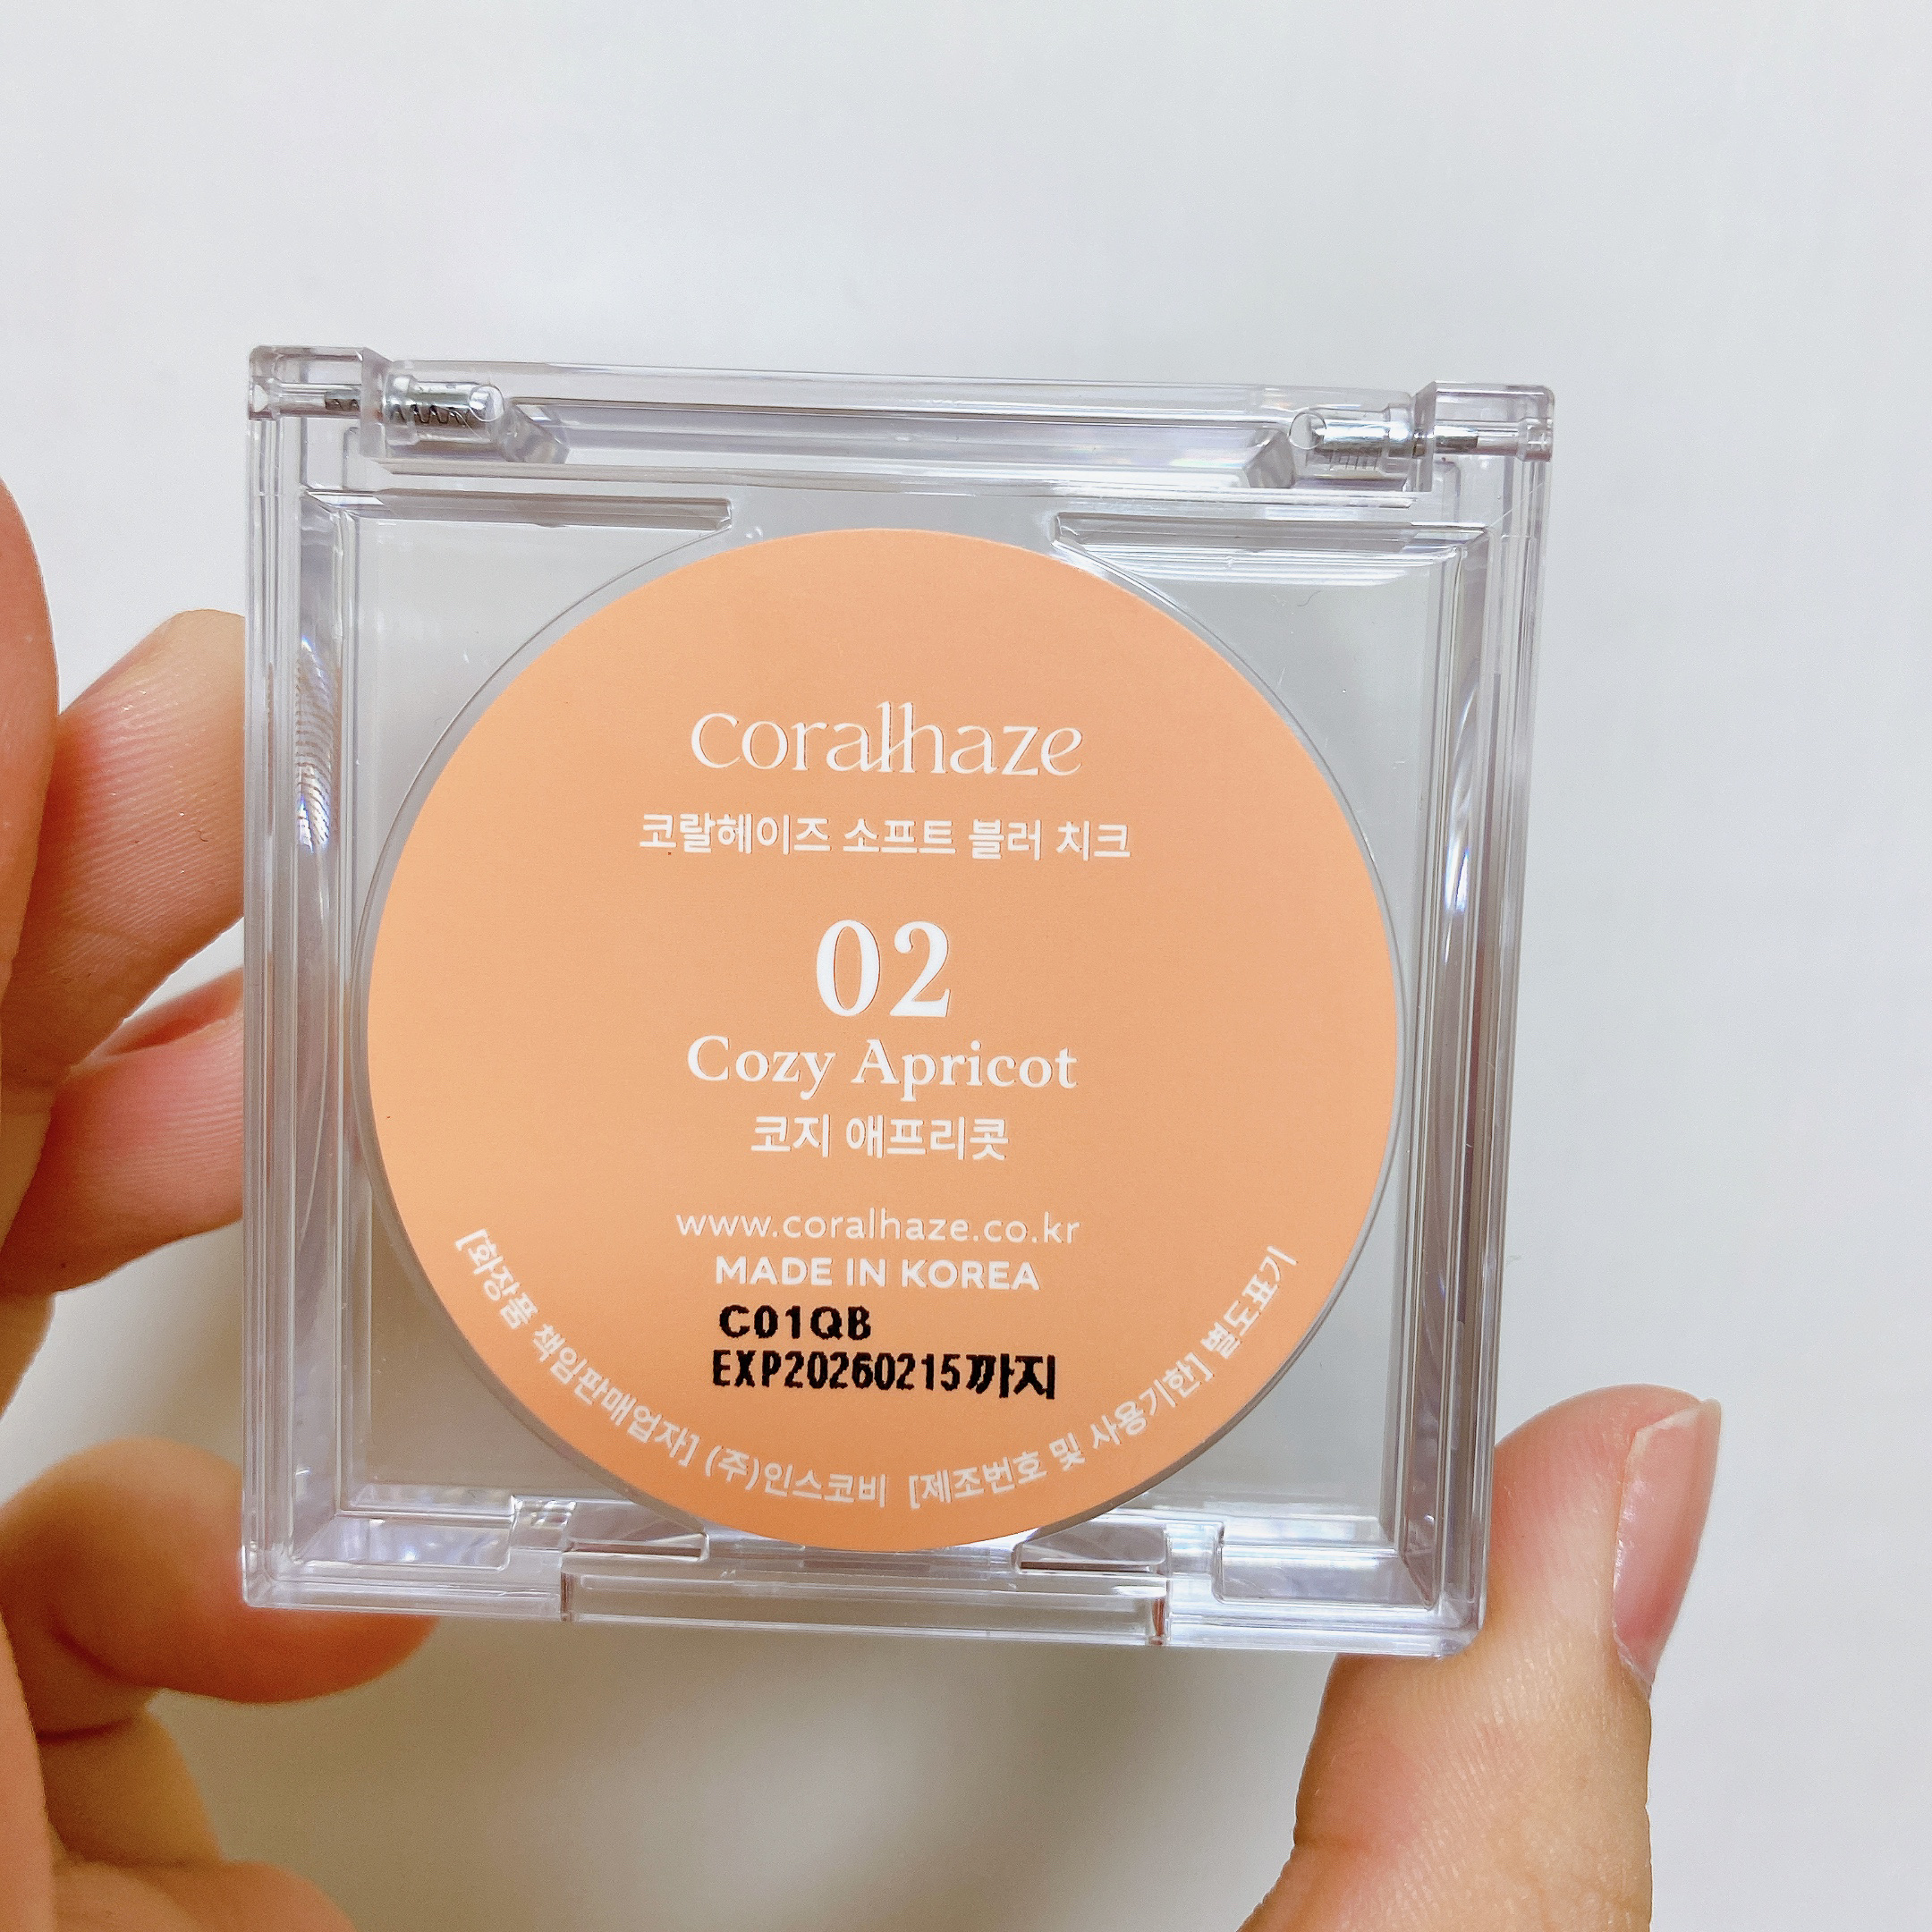 coralhaze
코랄헤이즈 소프트 블러 치크
02
Cozy Apricot
코지 애프리콧
www.coralhaze.co.kr
MADE IN KOREA
C01QB
EXP20260215까지
[화장품 책임판매업자] (주)인스코비 [제조번호 및 사용기한] 별도표기